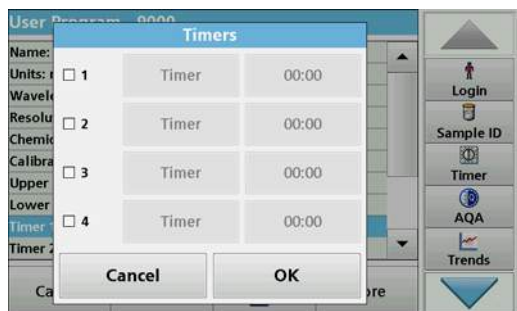 User Program 9000
Timers
Name:
Units:
Resolu
Chemic
Calibra
Upper
Lower
Timer
Timer 2
1 Timer 00:00
2 Timer 00:00
3 Timer 00:00
4 Timer 00:00
Cancel OK
Login
Sample ID
Timer
AQA
Trends